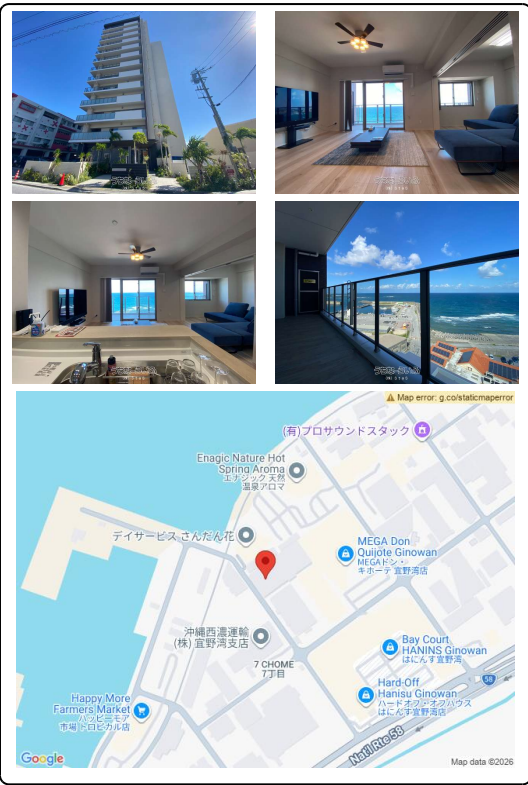 Map error: g.co/staticmaperror
(有)プロサウンドスタック
Enagic Nature Hot
Spring Aroma
エナジック 天然
温泉アロマ
デイサービス さんだん花
MEGA Don
Quijote Ginowan
MEGAドン・
キホーテ 宜野湾店
沖縄西濃運輸
(株) 宜野湾支店
Bay Court
HANINS Ginowan
はにんす宜野湾
7 CHOME
7丁目
58
Hard Off
Hanisu Ginowan
ハードオフ・オフハウス
はにんす宜野湾店
Happy More
Farmers Market
ハッピーモア
市場 トロピカル店
Nat'l Rte 58
Google
Map data ©2026